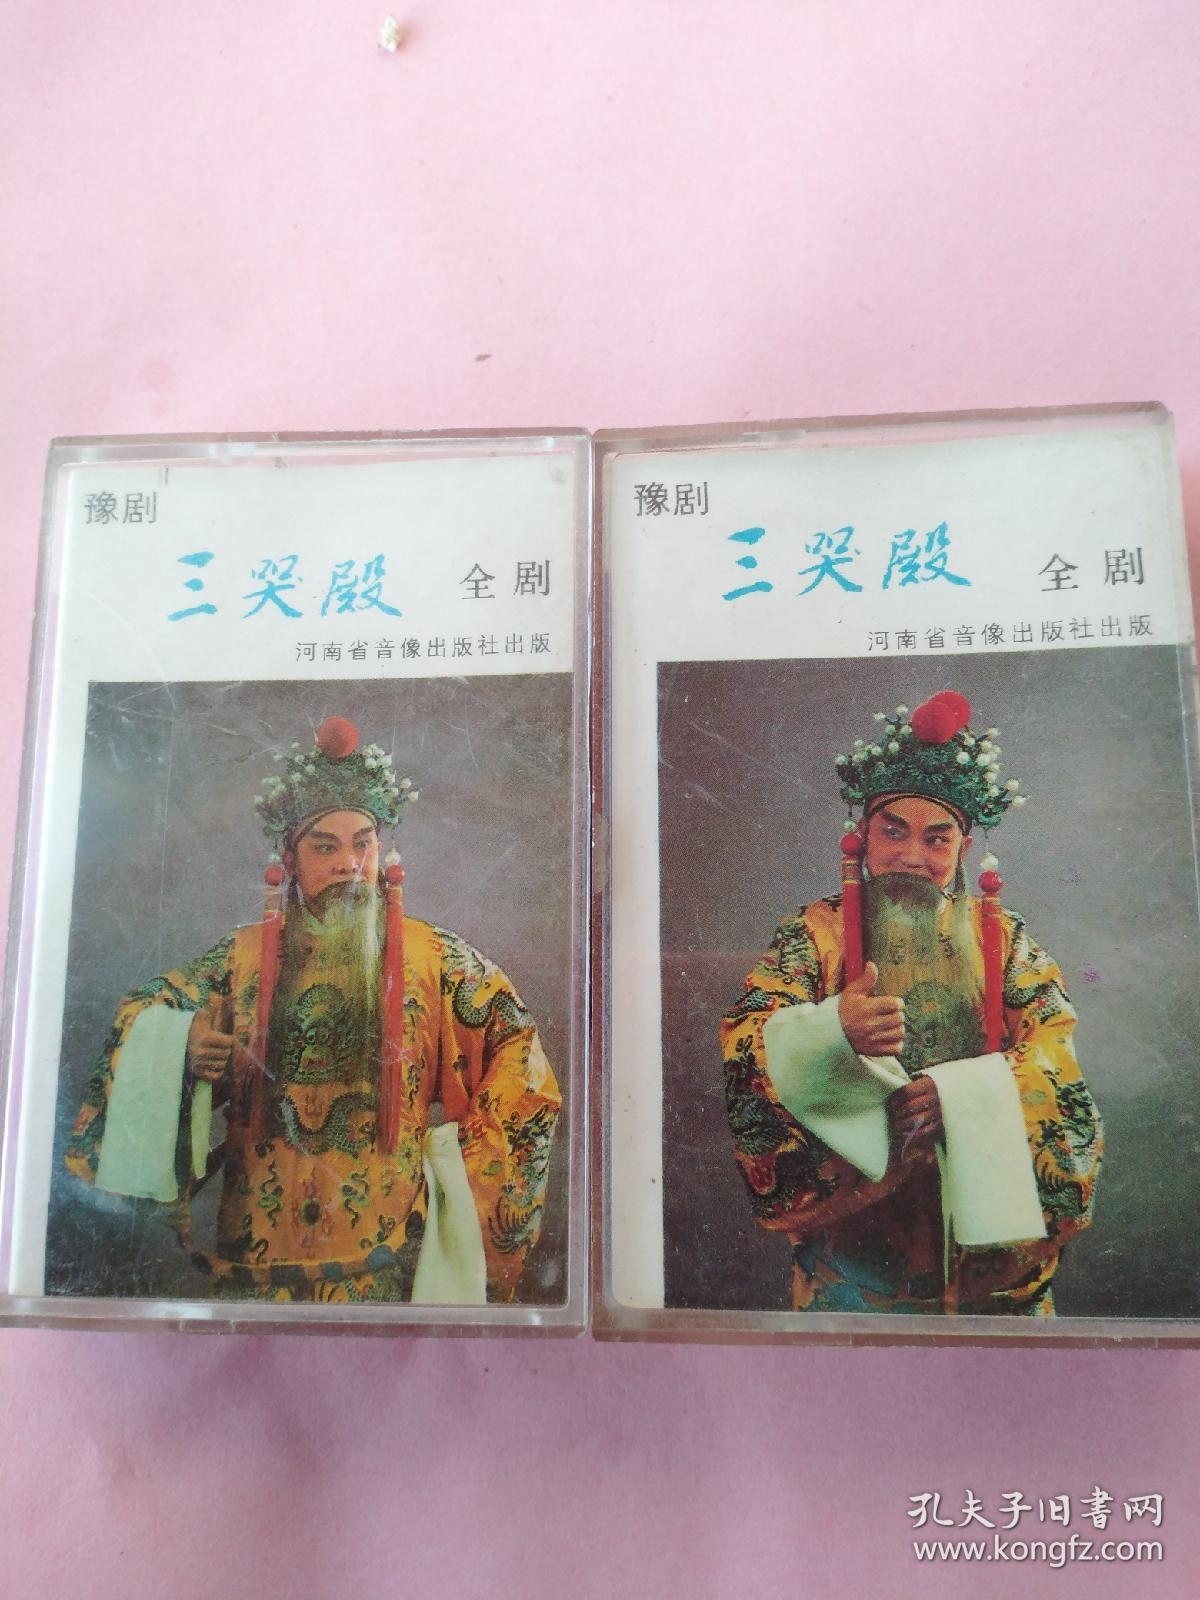 豫剧
三哭殿 全剧
河南省音像出版社出版
豫剧
三哭殿 全剧
河南省音像出版社出版
孔夫子旧书网
www.kongfz.com